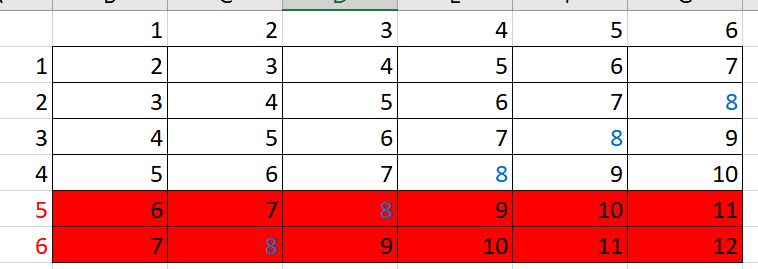 1 2 3 4 5 6
1 2 3 4 5 6 7
2 3 4 5 6 7 8
3 4 5 6 7 8 9
4 5 6 7 8 9 10
5 6 7 8 9 10 11
6 7 8 9 10 11 12